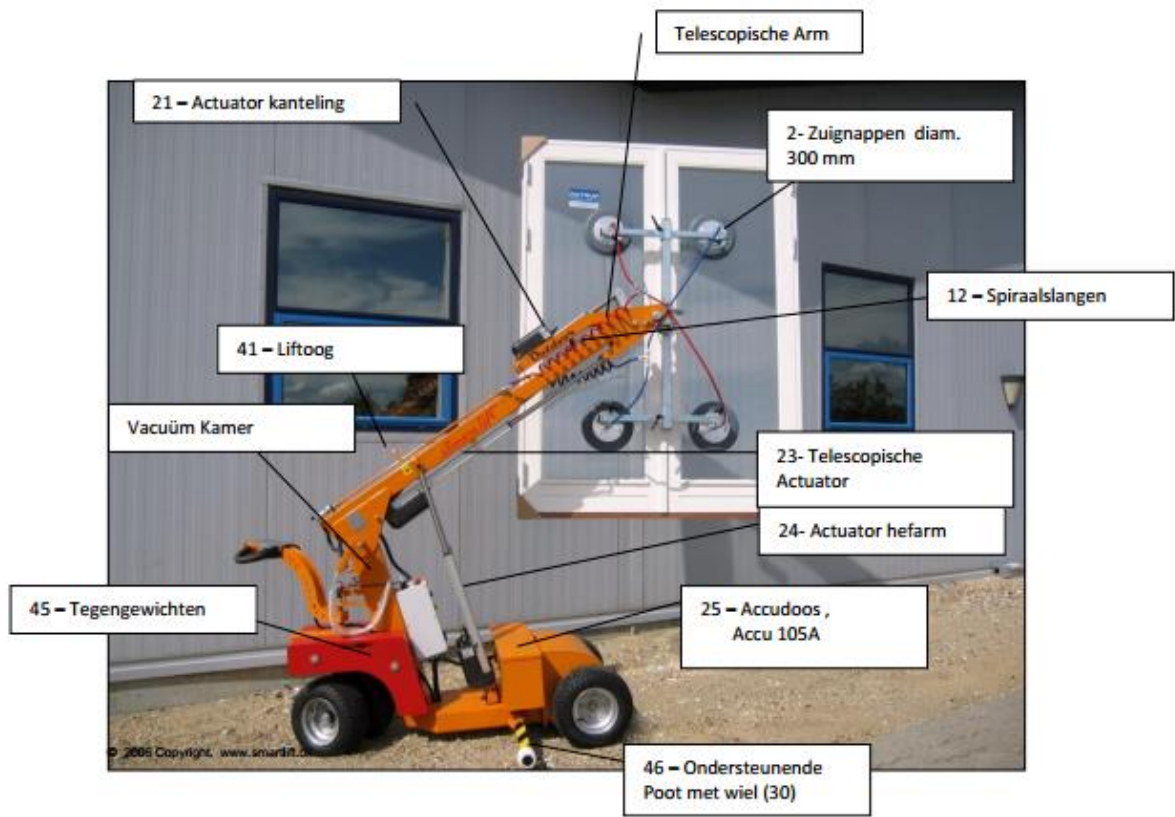 Telescopische Arm
21 – Actuator kanteling
2- Zuignappen diam.
300 mm
12 – Spiraalslangen
41 – Liftoog
Vacuüm Kamer
23- Telescopische
Actuator
24- Actuator hefarm
45 – Tegengewichten
25 – Accudoos ,
Accu 105A
46 – Ondersteunende
Poot met wiel (30)
© 2006 Copyright. www.smartlift.d